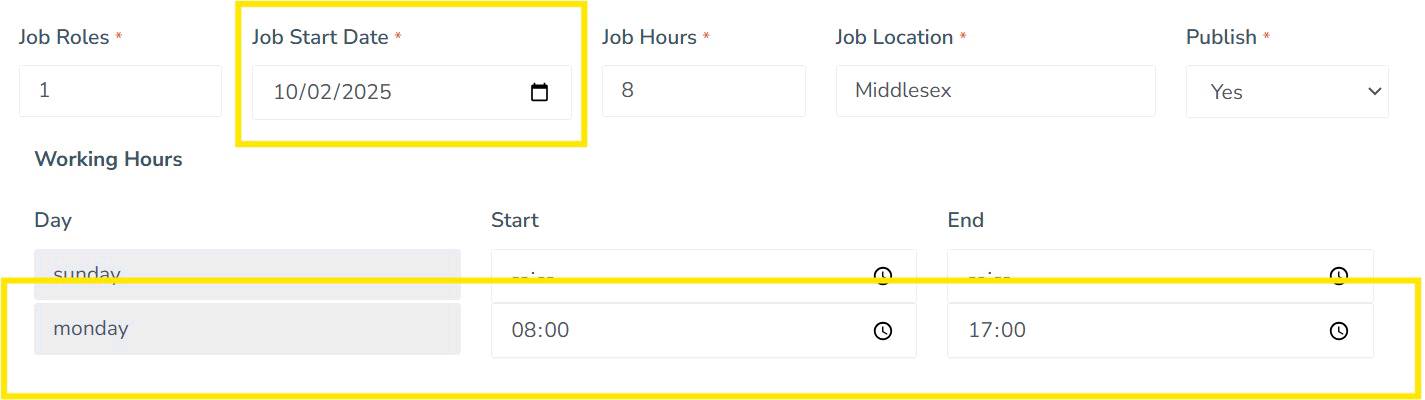 Job Roles * Job Start Date * Job Hours * Job Location * Publish *
1 10/02/2025 8 Middlesex Yes
Working Hours
Day Start End
sunday --:-- --:--
monday 08:00 17:00